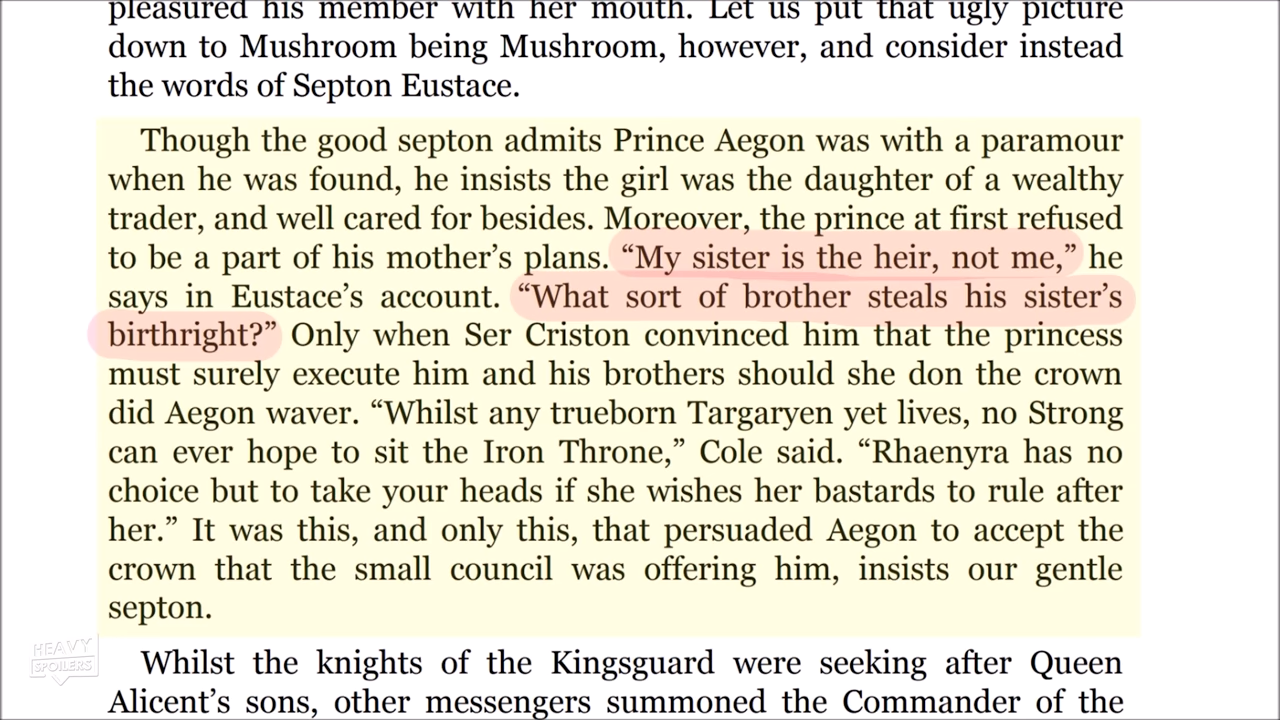 pleasured his member with her mouth. Let us put that ugly picture
down to Mushroom being Mushroom, however, and consider instead
the words of Septon Eustace.
Though the good septon admits Prince Aegon was with a paramour
when he was found, he insists the girl was the daughter of a wealthy
trader, and well cared for besides. Moreover, the prince at first refused
to be a part of his mother’s plans. “My sister is the heir, not me,” he
says in Eustace’s account. “What sort of brother steals his sister’s
birthright?” Only when Ser Criston convinced him that the princess
must surely execute him and his brothers should she don the crown
did Aegon waver. “Whilst any trueborn Targaryen yet lives, no Strong
can ever hope to sit the Iron Throne,” Cole said. “Rhaenyra has no
choice but to take your heads if she wishes her bastards to rule after
her.” It was this, and only this, that persuaded Aegon to accept the
crown that the small council was offering him, insists our gentle
septon.
Whilst the knights of the Kingsguard were seeking after Queen
Alicent’s sons, other messengers summoned the Commander of the
HEAVY
SPOILERS